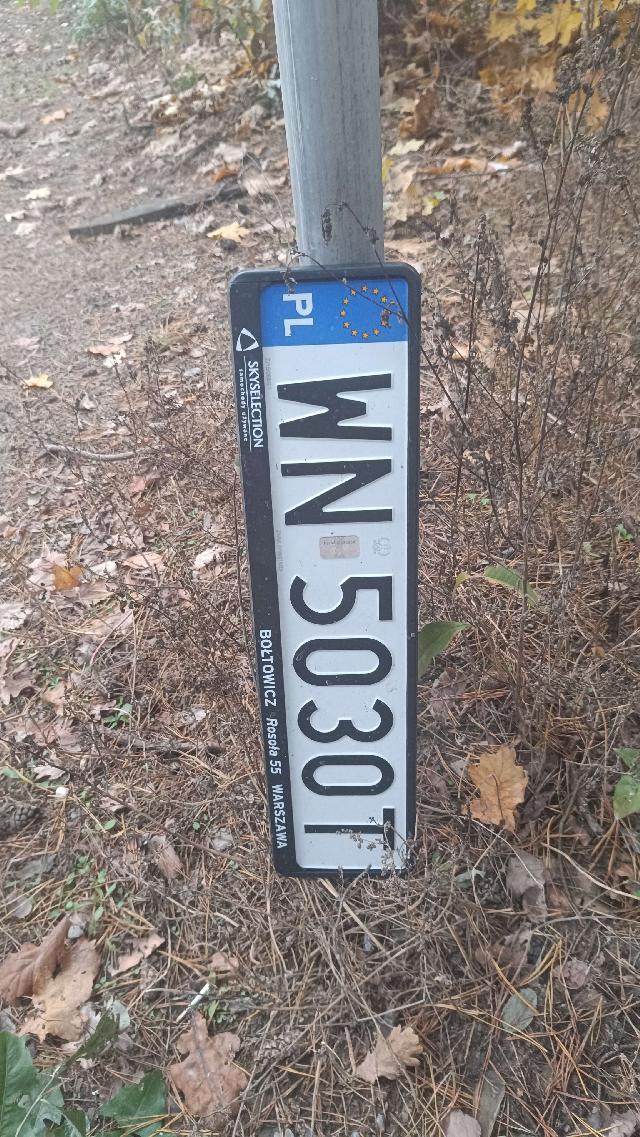 PL
WN 5030T
SKYSELECTION
samochody używane
BOŁTOWICZ Rosoła 55 WARSZAWA